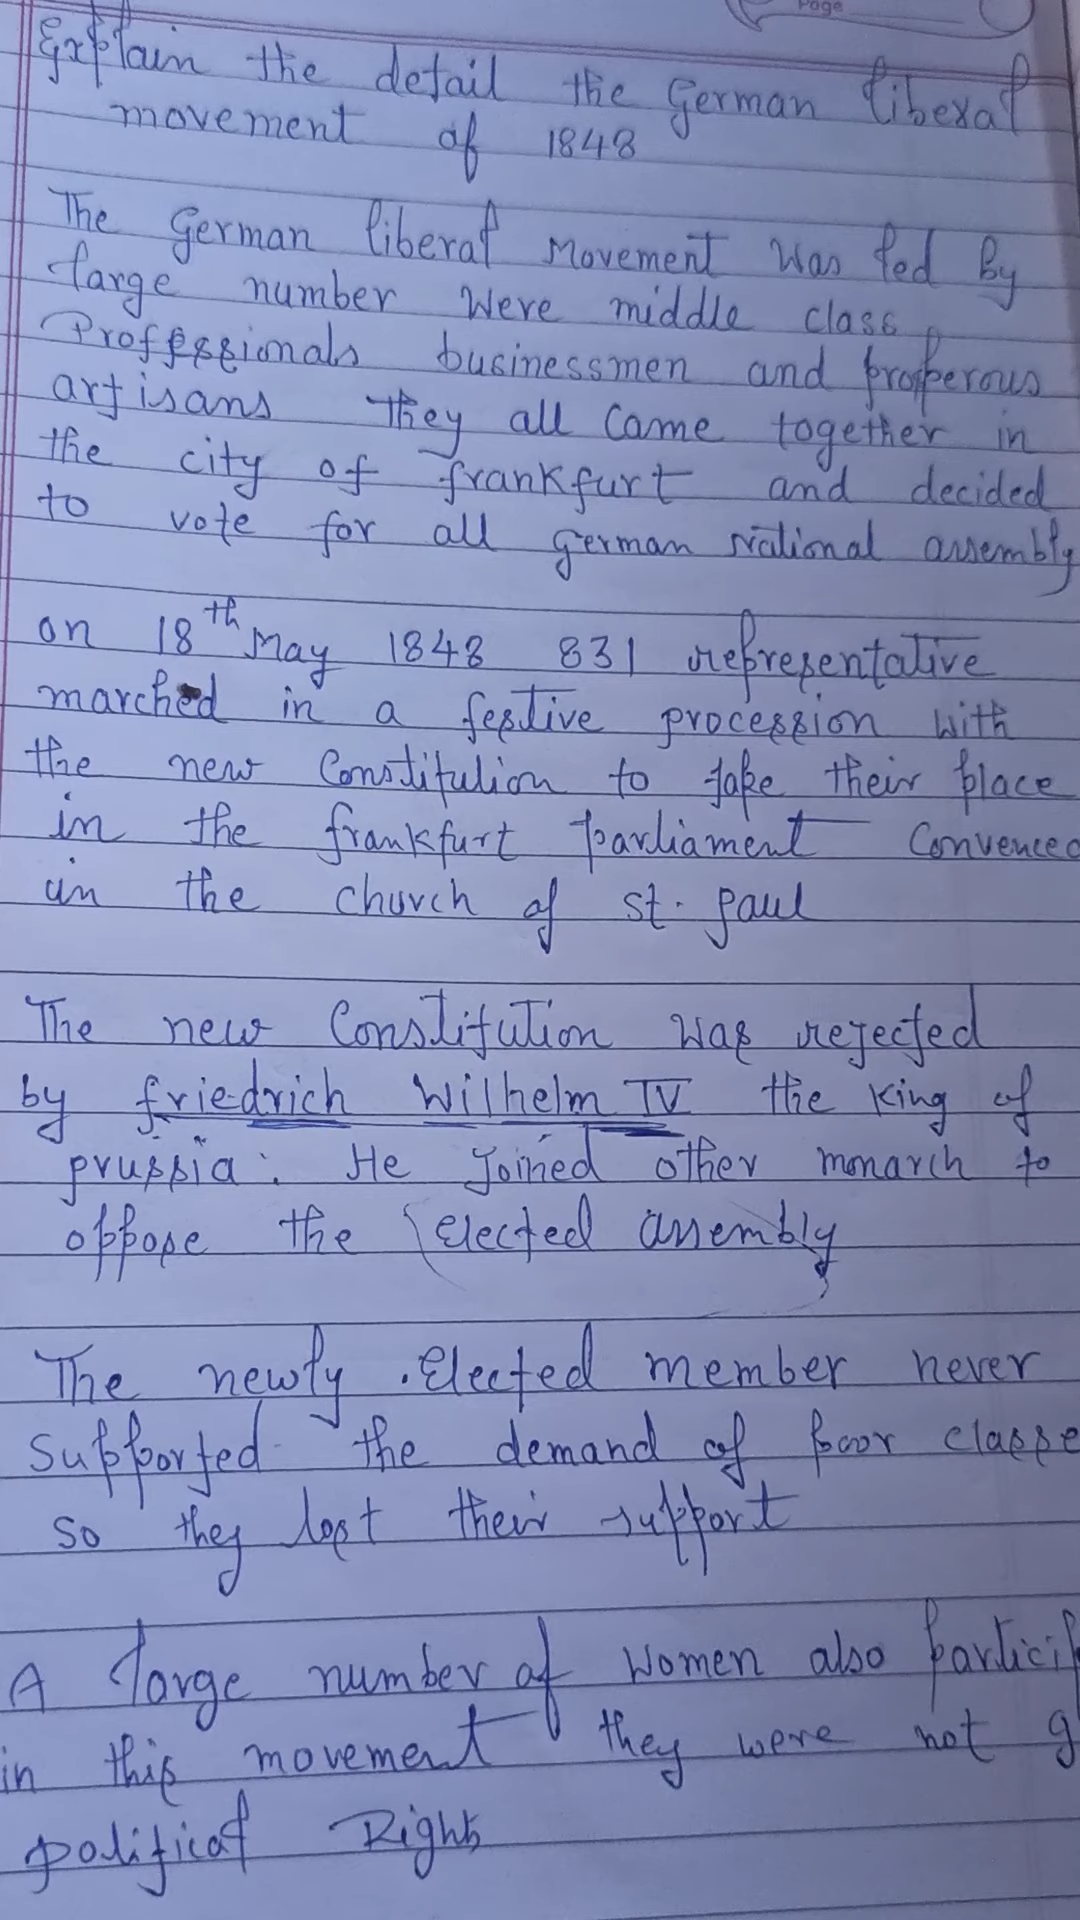 Page
Explain the detail the German liberal
movement of 1848
The German liberal Movement was led by
large number were middle class
Professionals businessmen and prosperous
artisans They all came together in
the city of frankfurt and decided
to vote for all german National assembly
on 18th May 1848 831 representative
marched in a festive procession with
the new Constitution to take their place
in the frankfurt parliament Convenced
in the church of st. paul
The new Constitution was rejected
by friedrich Wilhelm IV the King of
prussia. He joined other monarch to
oppose the elected assembly
The newly Elected member never
supported the demand of poor classe
so they lost their support
A large number of women also particip
in this movement they were not g
political Rights